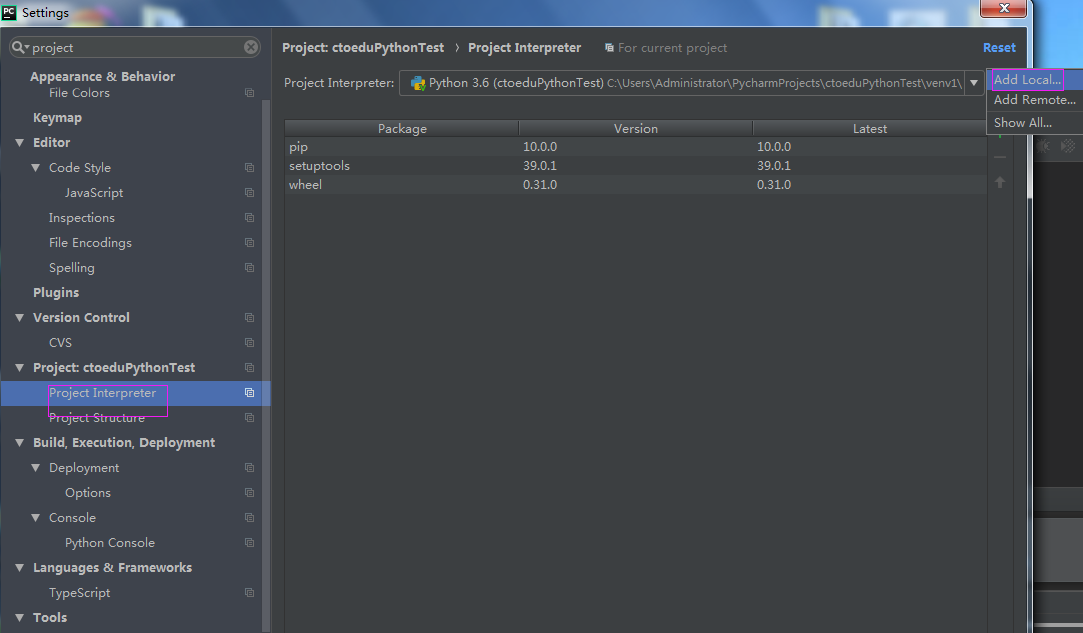 PC Settings
project
Project: ctoeduPythonTest › Project Interpreter For current project Reset
Appearance & Behavior
File Colors
Keymap
Editor
Code Style
JavaScript
Inspections
File Encodings
Spelling
Plugins
Version Control
CVS
Project: ctoeduPythonTest
Project Interpreter
Project Structure
Build, Execution, Deployment
Deployment
Options
Console
Python Console
Languages & Frameworks
TypeScript
Tools
Project Interpreter: Python 3.6 (ctoeduPythonTest) C:\Users\Administrator\PycharmProjects\ctoeduPythonTest\venv1\
Add Local...
Add Remote...
Show All...
Package Version Latest
pip 10.0.0 10.0.0
setuptools 39.0.1 39.0.1
wheel 0.31.0 0.31.0